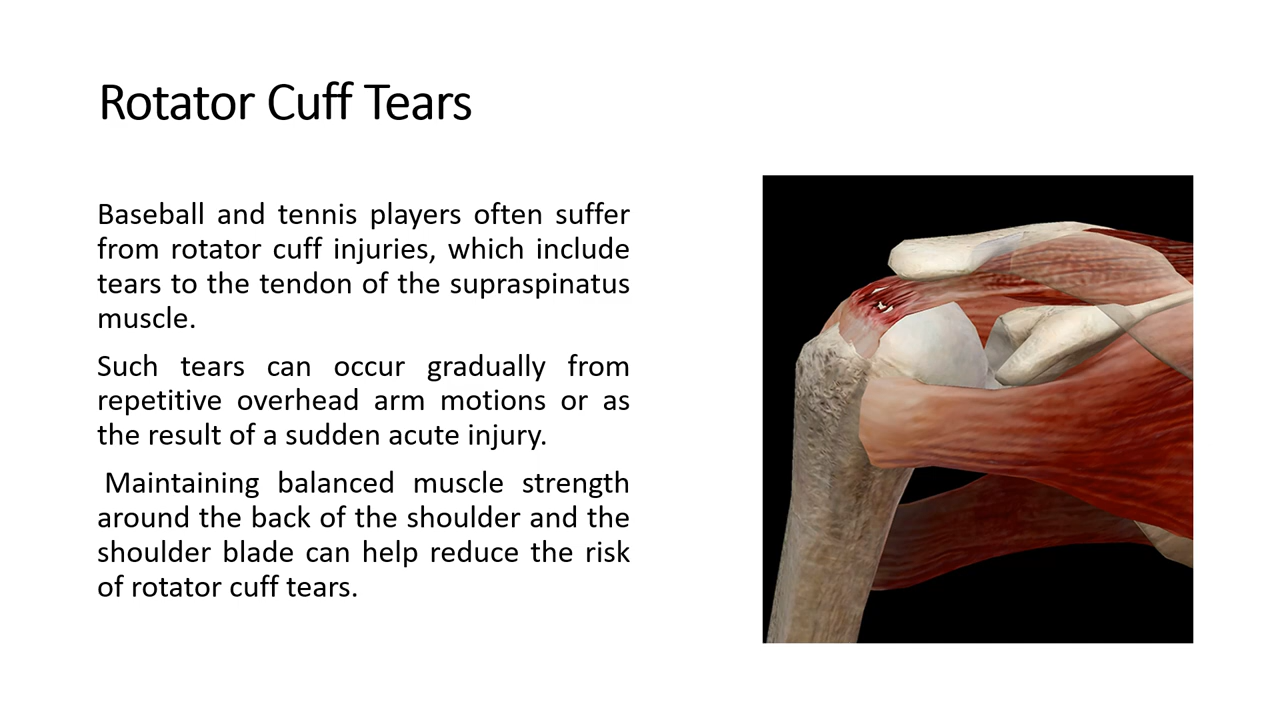 Rotator Cuff Tears
Baseball and tennis players often suffer
from rotator cuff injuries, which include
tears to the tendon of the supraspinatus
muscle.
Such tears can occur gradually from
repetitive overhead arm motions or as
the result of a sudden acute injury.
Maintaining balanced muscle strength
around the back of the shoulder and the
shoulder blade can help reduce the risk
of rotator cuff tears.